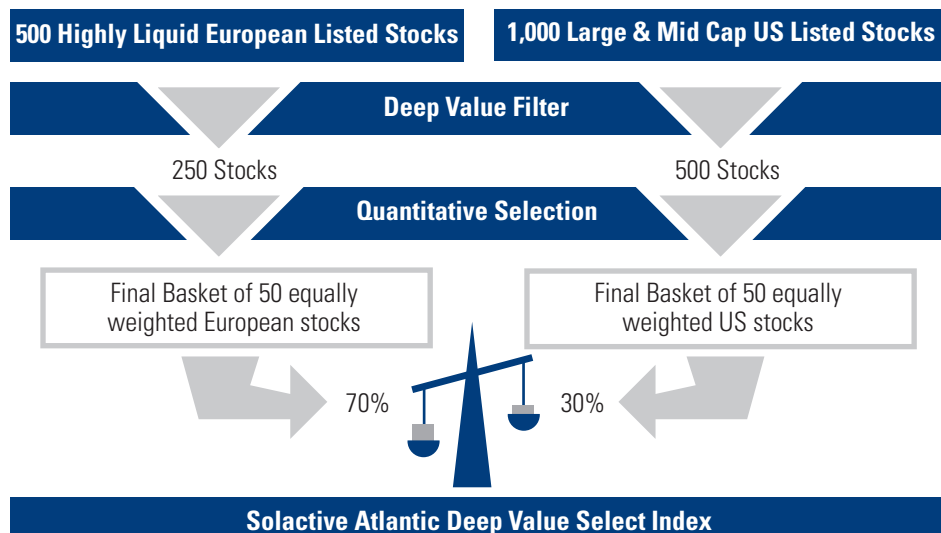 500 Highly Liquid European Listed Stocks
1,000 Large & Mid Cap US Listed Stocks
Deep Value Filter
250 Stocks
500 Stocks
Quantitative Selection
Final Basket of 50 equally
weighted European stocks
Final Basket of 50 equally
weighted US stocks
70%
30%
Solactive Atlantic Deep Value Select Index